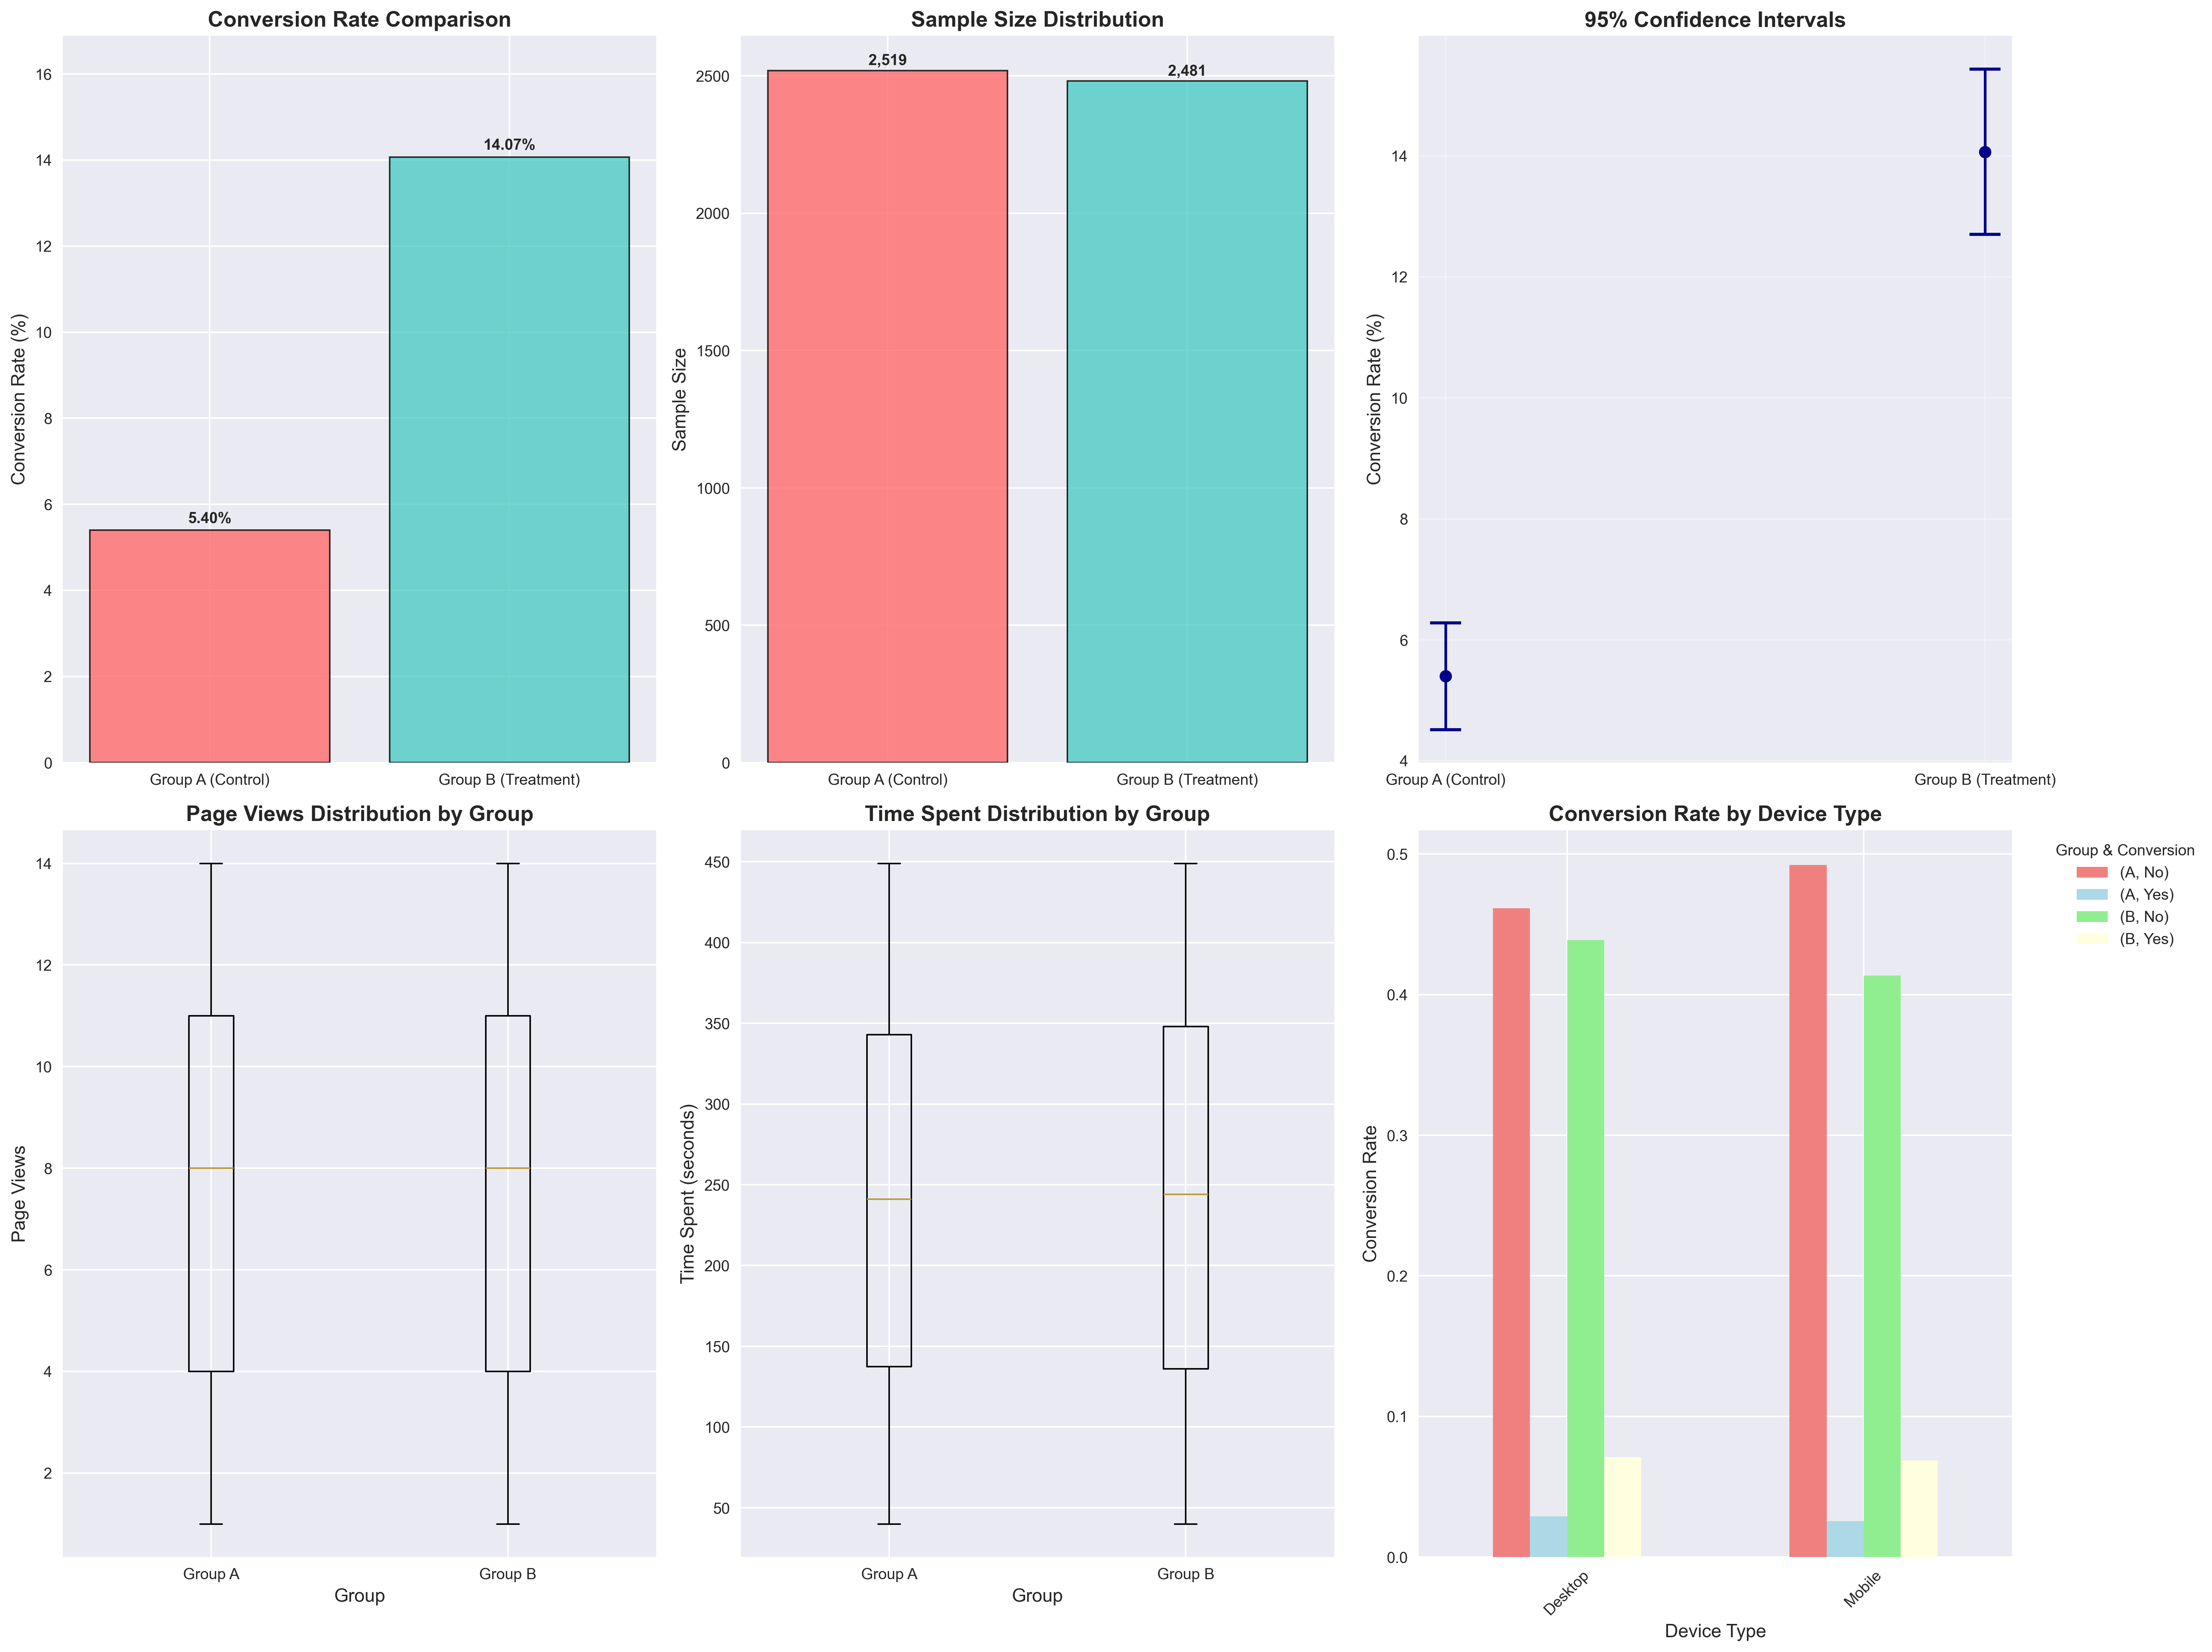 Conversion Rate Comparison
Conversion Rate (%)
16
14
12
10
8
6
4
2
0
14.07%
5.40%
Group A (Control)
Group B (Treatment)
Sample Size Distribution
Sample Size
2500
2000
1500
1000
500
0
2,519
2,481
Group A (Control)
Group B (Treatment)
95% Confidence Intervals
Conversion Rate (%)
14
12
10
8
6
4
Group A (Control)
Group B (Treatment)
Page Views Distribution by Group
Page Views
14
12
10
8
6
4
2
Group A
Group B
Group
Time Spent Distribution by Group
Time Spent (seconds)
450
400
350
300
250
200
150
100
50
Group A
Group B
Group
Conversion Rate by Device Type
Conversion Rate
0.5
0.4
0.3
0.2
0.1
0.0
Desktop
Mobile
Device Type
Group & Conversion
(A, No)
(A, Yes)
(B, No)
(B, Yes)